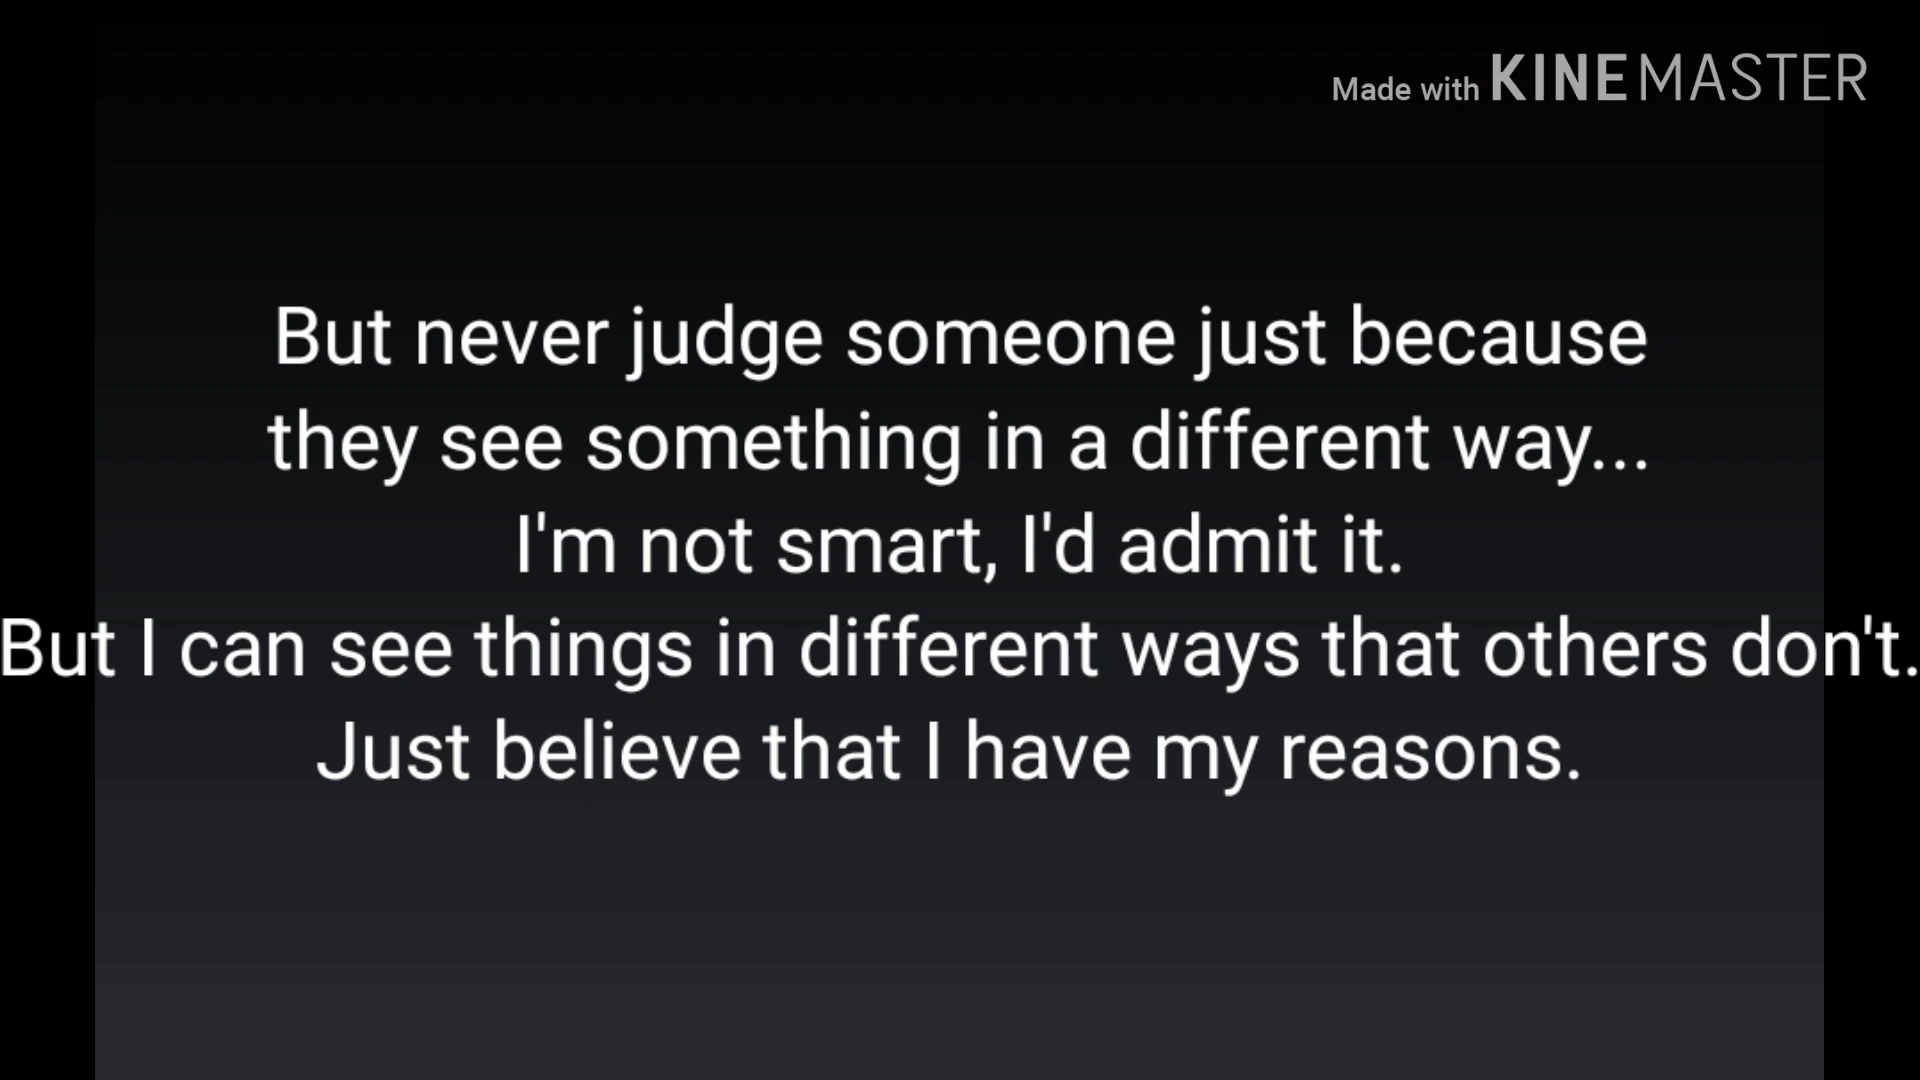 Made with KINEMASTER
But never judge someone just because
they see something in a different way...
I'm not smart, I'd admit it.
But I can see things in different ways that others don't.
Just believe that I have my reasons.